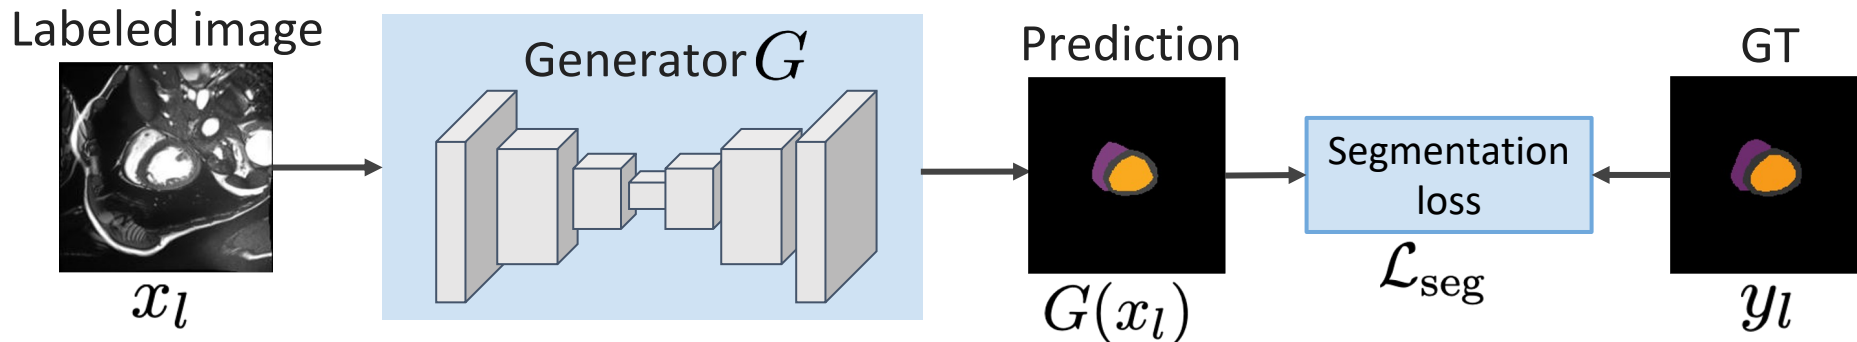 Labeled image
Generator G
Prediction
GT
Segmentation
loss
x_l
G(x_l)
ℒ_seg
y_l